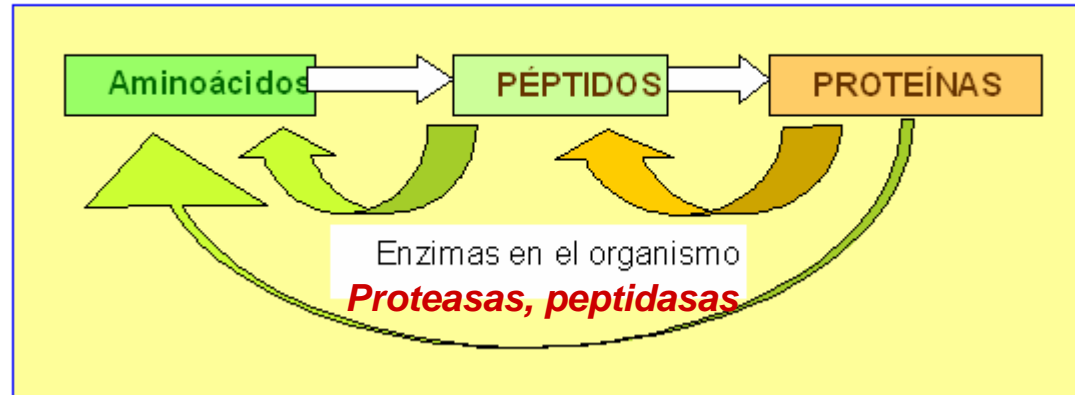 Aminoácidos
PÉPTIDOS
PROTEÍNAS
Enzimas en el organismo
Proteasas, peptidasas